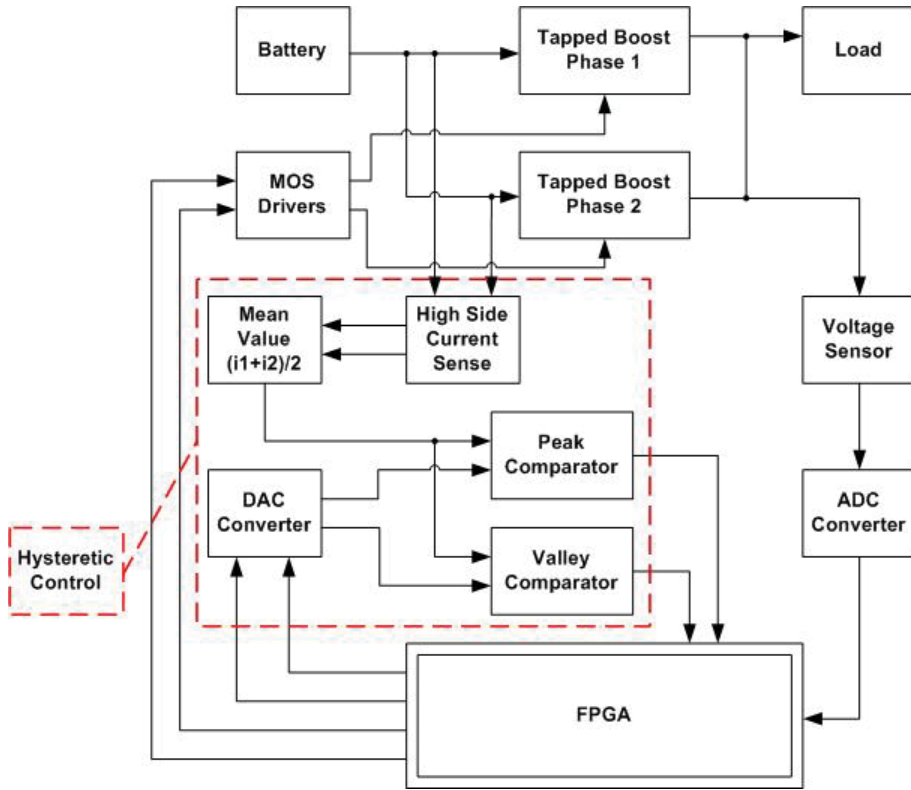 Battery
Tapped Boost
Phase 1
Load
MOS
Drivers
Tapped Boost
Phase 2
Mean
Value
(i1+i2)/2
High Side
Current
Sense
Voltage
Sensor
Peak
Comparator
DAC
Converter
ADC
Converter
Hysteretic
Control
Valley
Comparator
FPGA